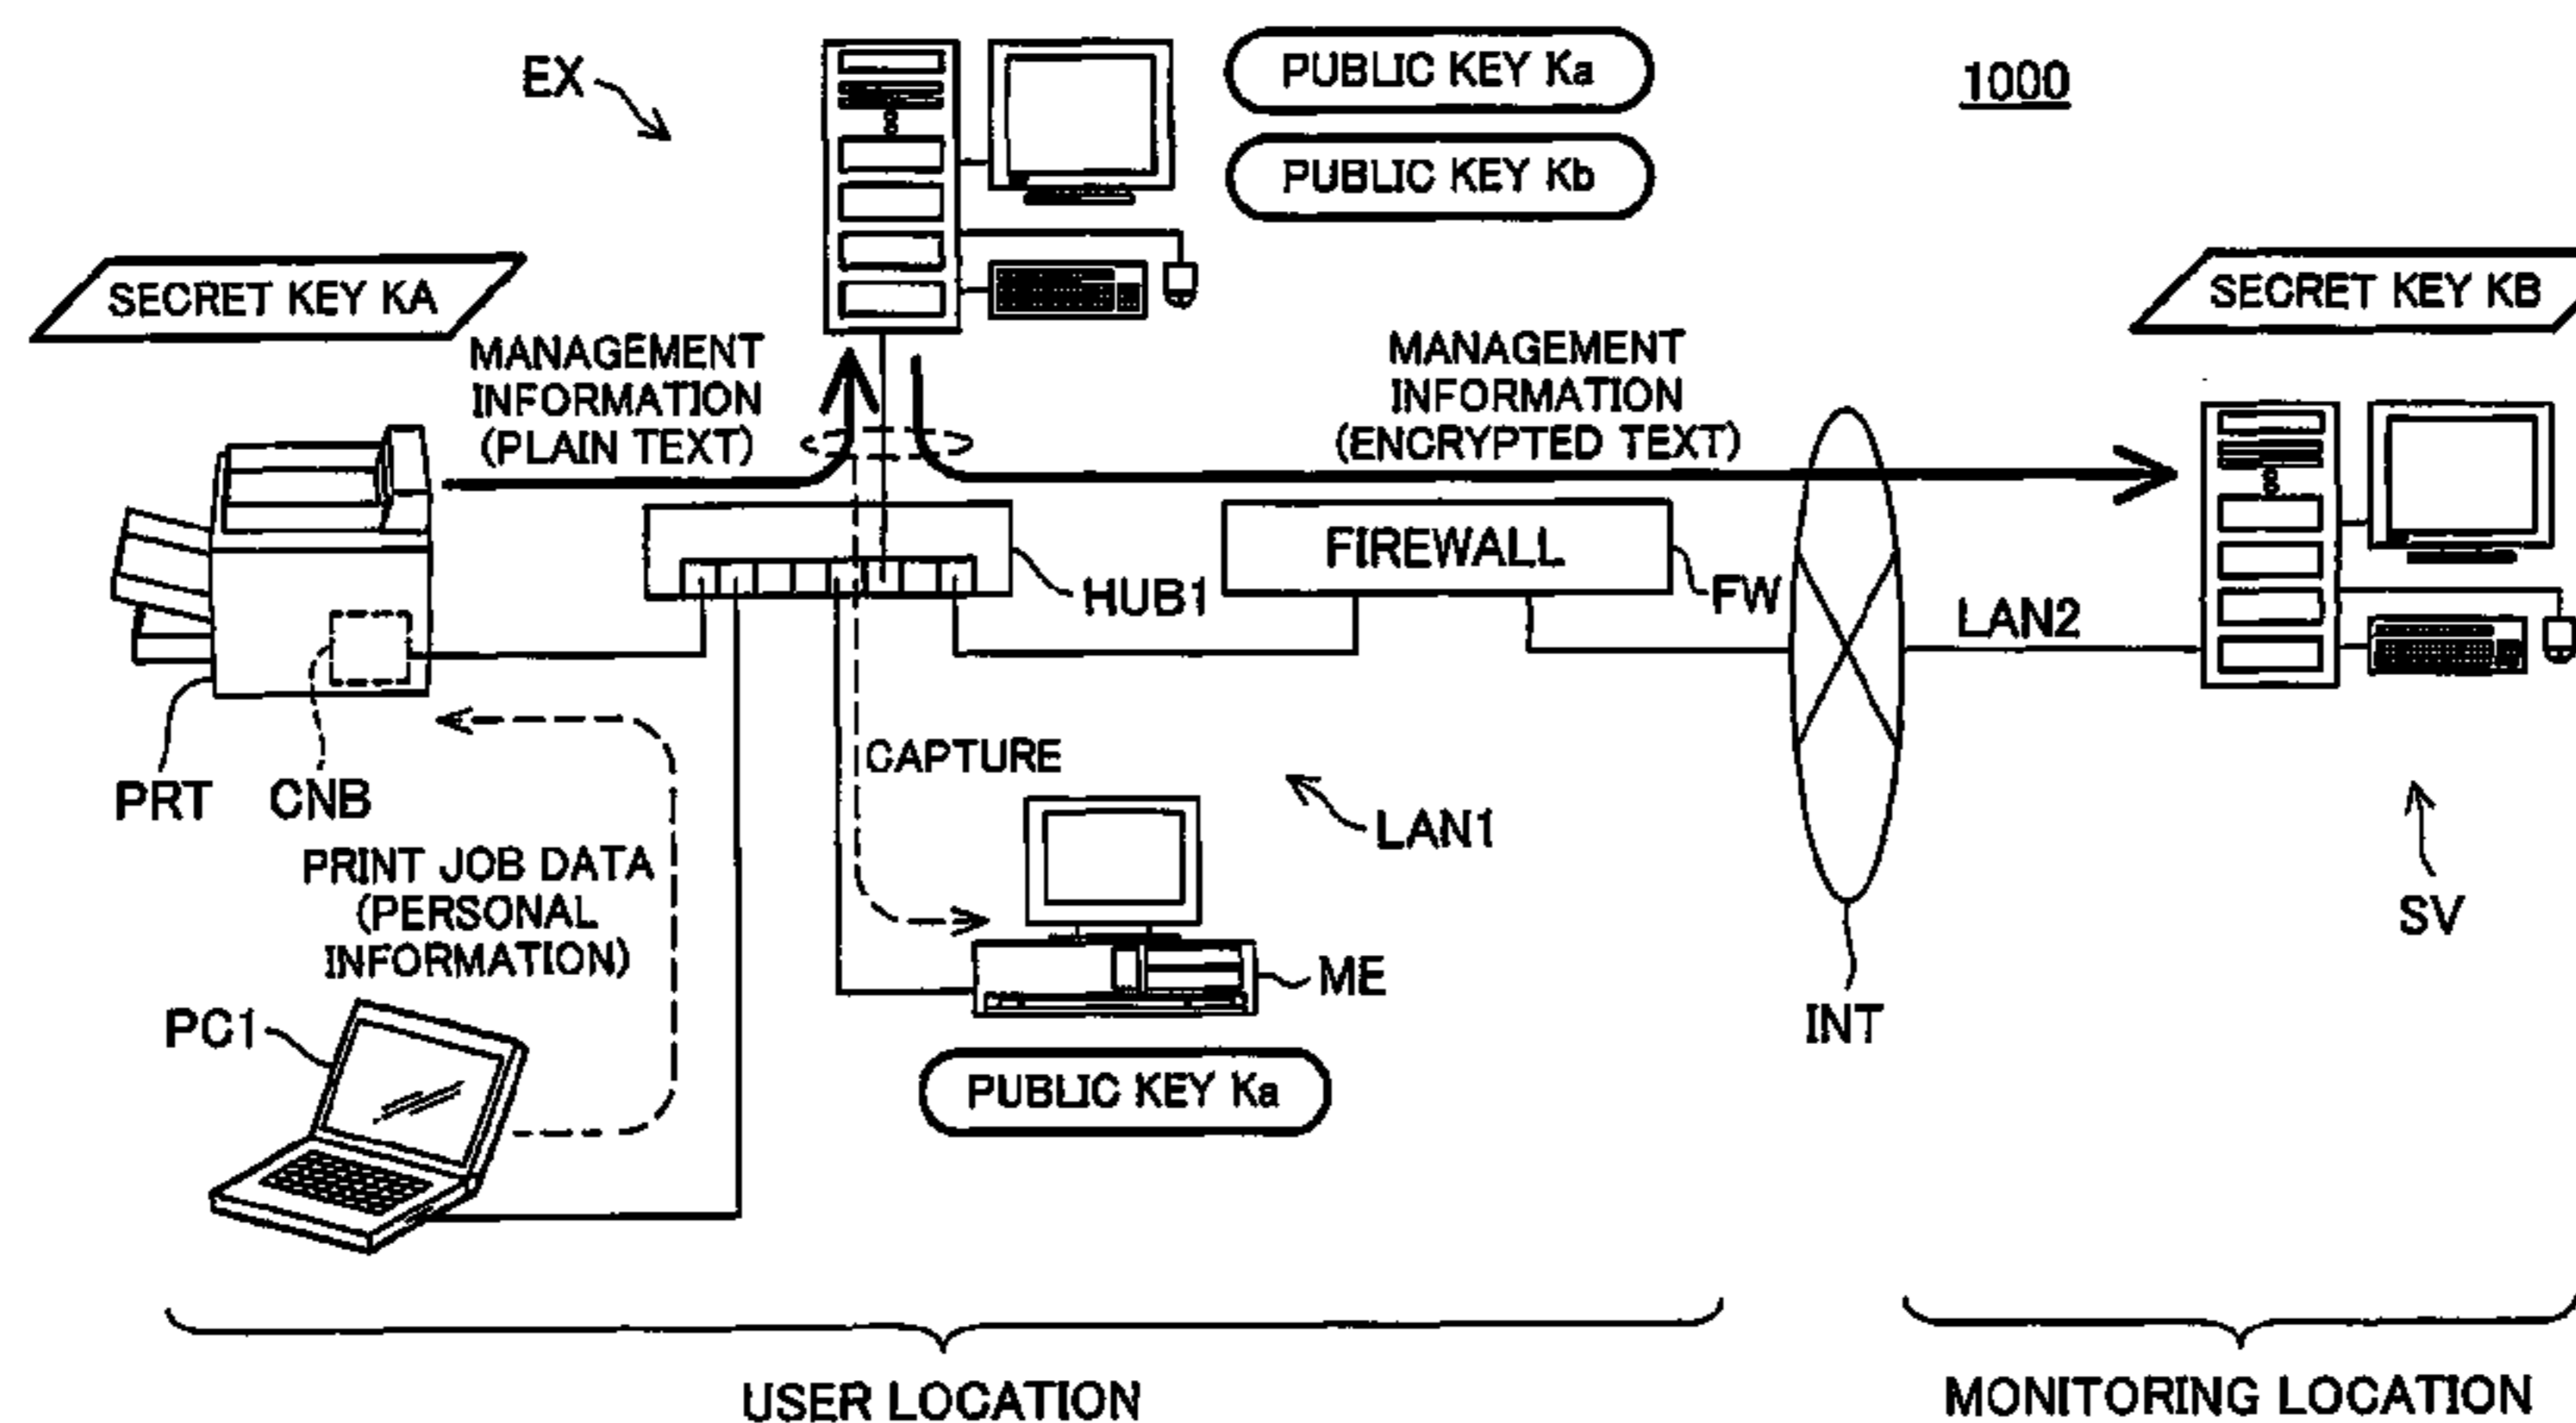 EX
PUBLIC KEY Ka
1000
PUBLIC KEY Kb
SECRET KEY KA
SECRET KEY KB
MANAGEMENT
INFORMATION
(PLAIN TEXT)
MANAGEMENT
INFORMATION
(ENCRYPTED TEXT)
FIREWALL
HUB1
FW
LAN2
CAPTURE
PRT
CNB
LAN1
PRINT JOB DATA
(PERSONAL
INFORMATION)
SV
ME
PC1
INT
PUBLIC KEY Ka
USER LOCATION
MONITORING LOCATION